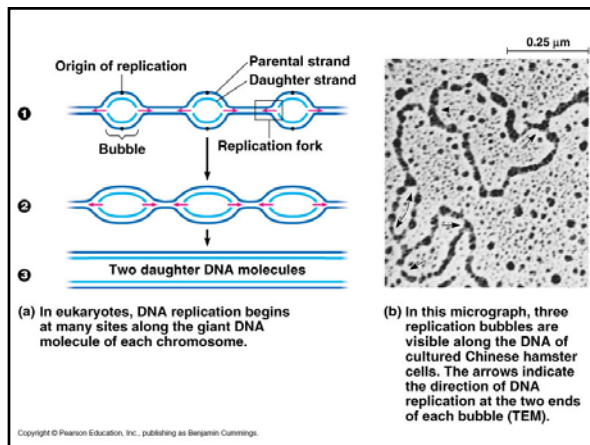 0.25 µm
Origin of replication
Parental strand
Daughter strand
1
Bubble
Replication fork
2
3
Two daughter DNA molecules
(a) In eukaryotes, DNA replication begins
at many sites along the giant DNA
molecule of each chromosome.
(b) In this micrograph, three
replication bubbles are
visible along the DNA of
cultured Chinese hamster
cells. The arrows indicate
the direction of DNA
replication at the two ends
of each bubble (TEM).
Copyright © Pearson Education, Inc., publishing as Benjamin Cummings.